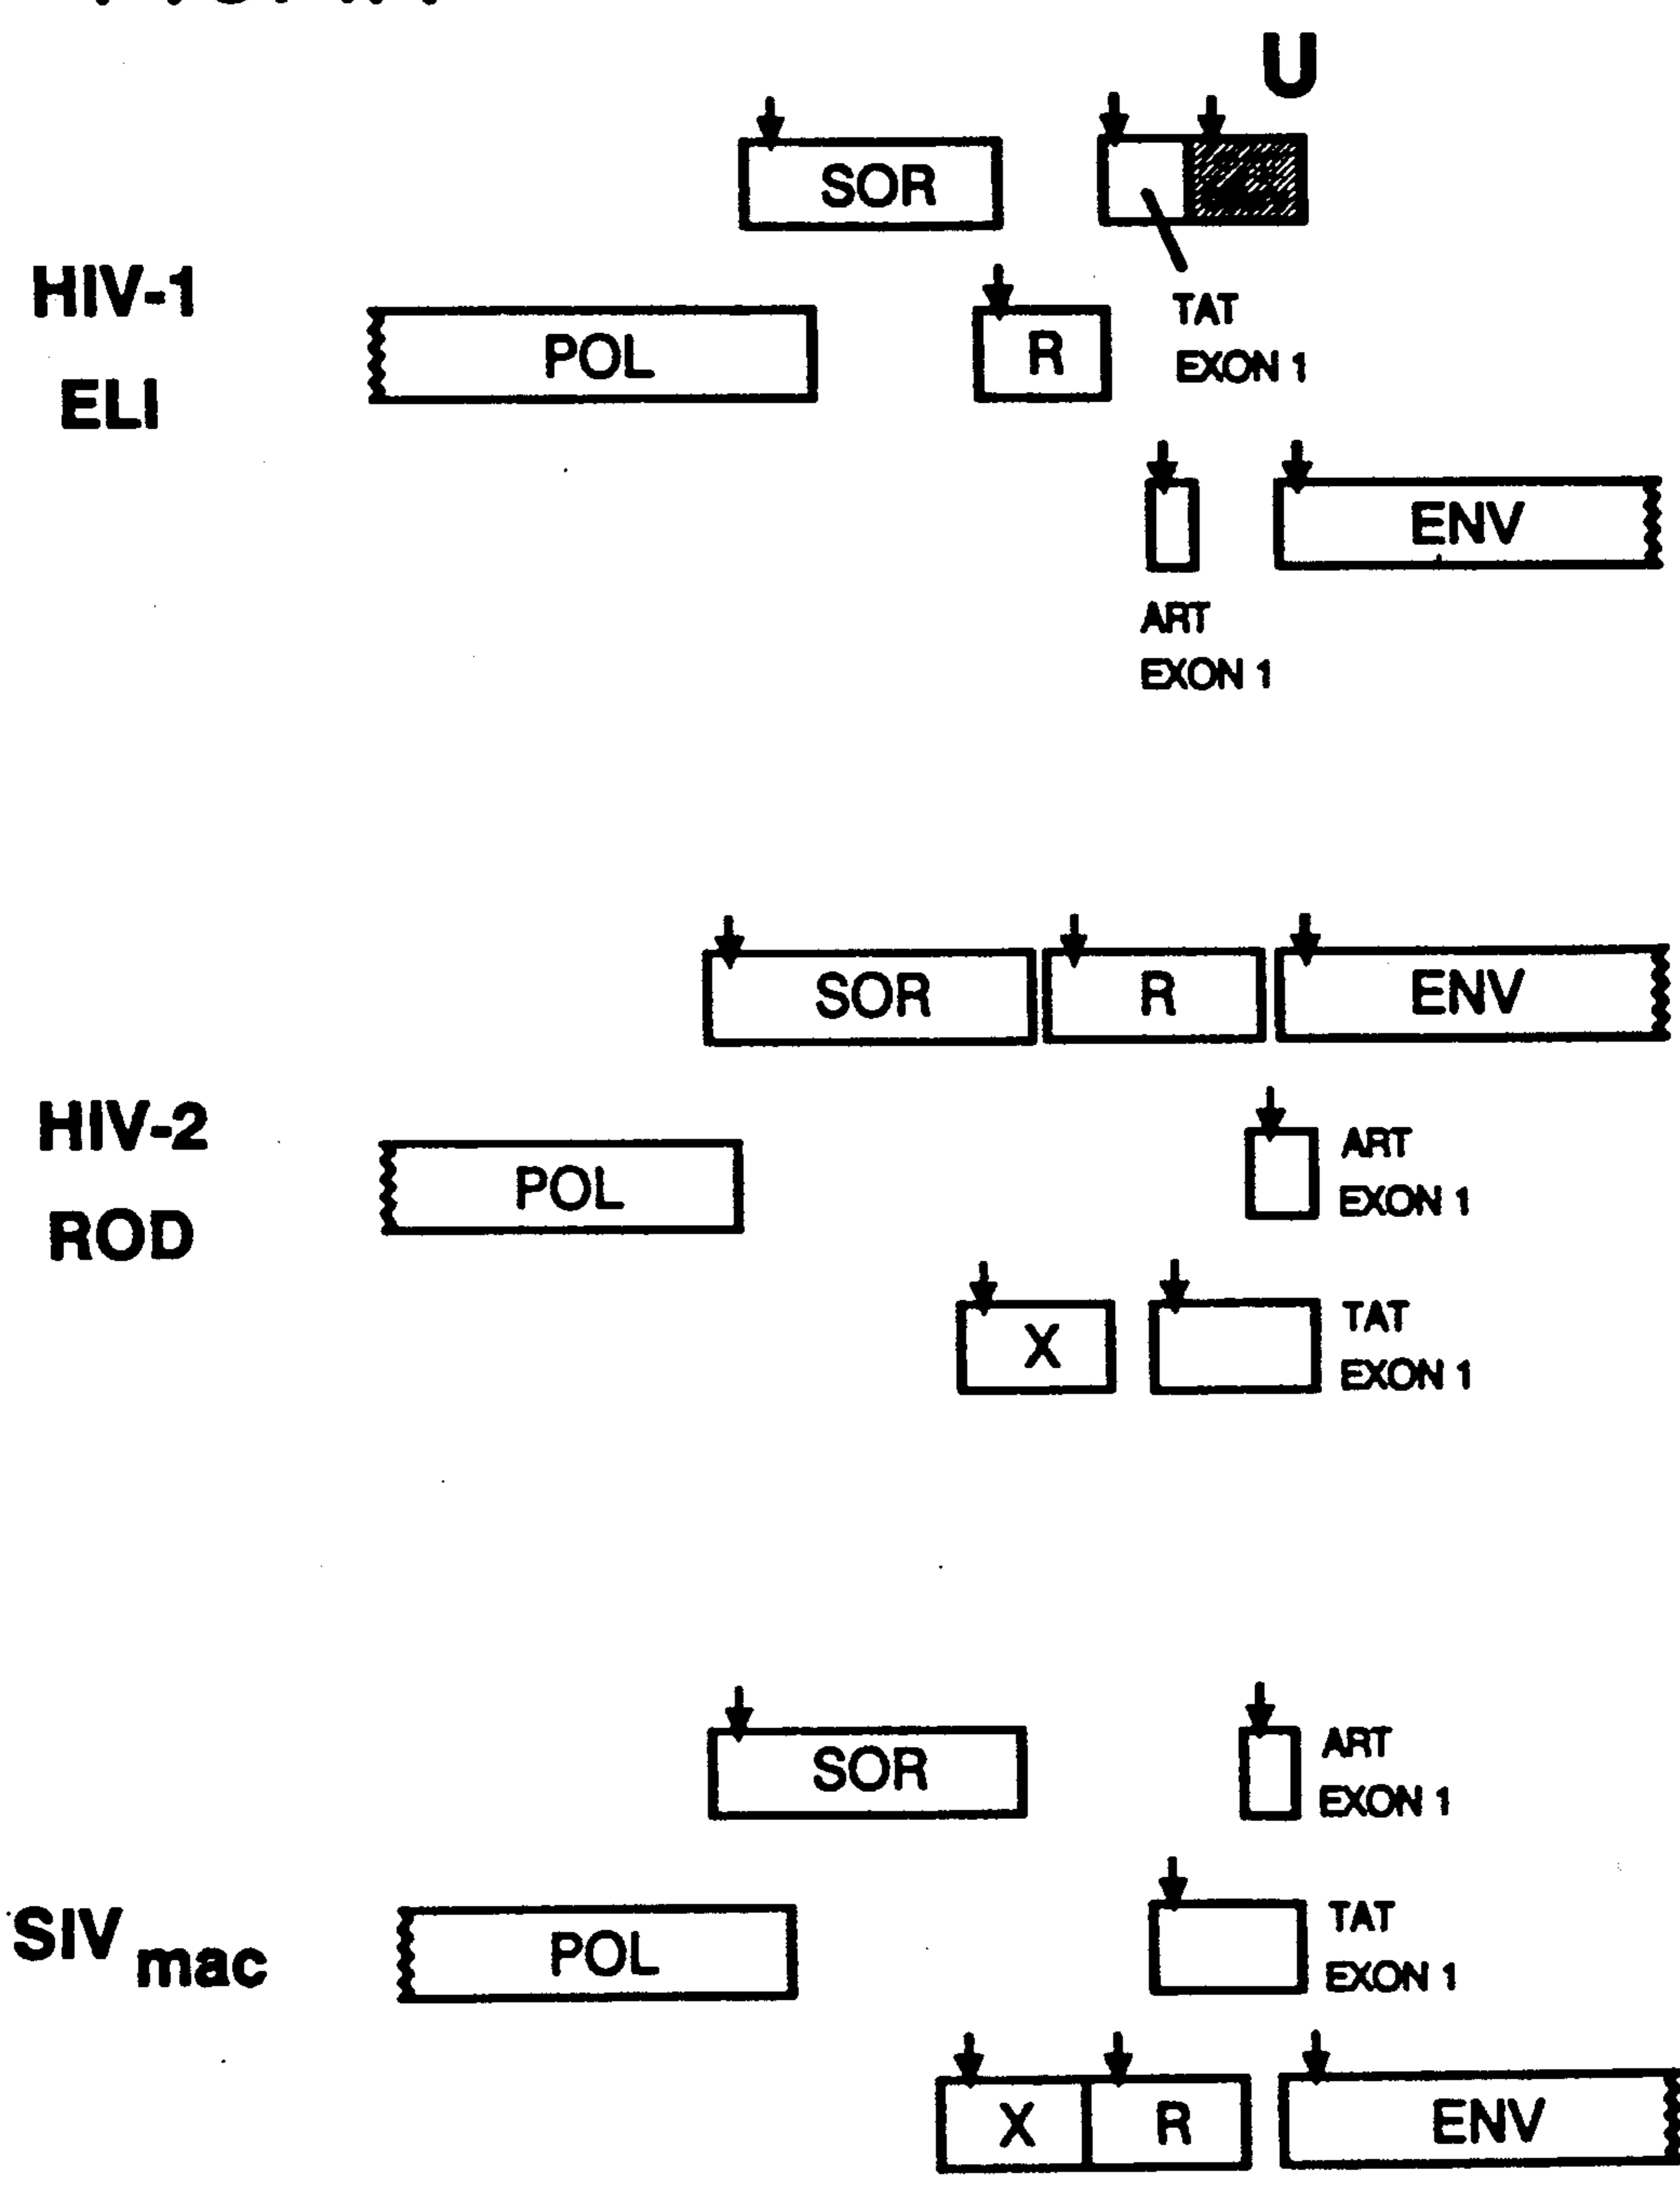 U
SOR
HIV-1
ELI
POL
R
TAT
EXON 1
ENV
ART
EXON 1
SOR
R
ENV
HIV-2
ROD
POL
ART
EXON 1
X
TAT
EXON 1
SOR
ART
EXON 1
SIV mac
POL
TAT
EXON 1
X
R
ENV